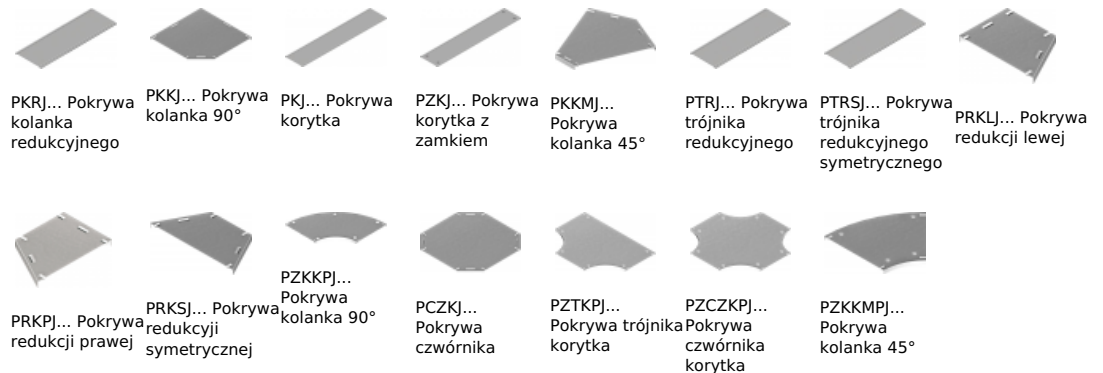 PKRJ... Pokrywa
kolanka
redukcyjnego
PKKJ... Pokrywa
kolanka 90°
PKJ... Pokrywa
korytka
PZKJ... Pokrywa
korytka z
zamkiem
PKKMJ...
Pokrywa
kolanka 45°
PTRJ... Pokrywa
trójnika
redukcyjnego
PTRSJ... Pokrywa
trójnika
redukcyjnego
symetrycznego
PRKLJ... Pokrywa
redukcji lewej
PRKPJ... Pokrywa
redukcji prawej
PRKSJ... Pokrywa
redukcyji
symetrycznej
PZKKPJ...
Pokrywa
kolanka 90°
PCZKJ...
Pokrywa
czwórnika
PZTKPJ...
Pokrywa trójnika
korytka
PZCZKPJ...
Pokrywa
czwórnika
korytka
PZKKMPJ...
Pokrywa
kolanka 45°